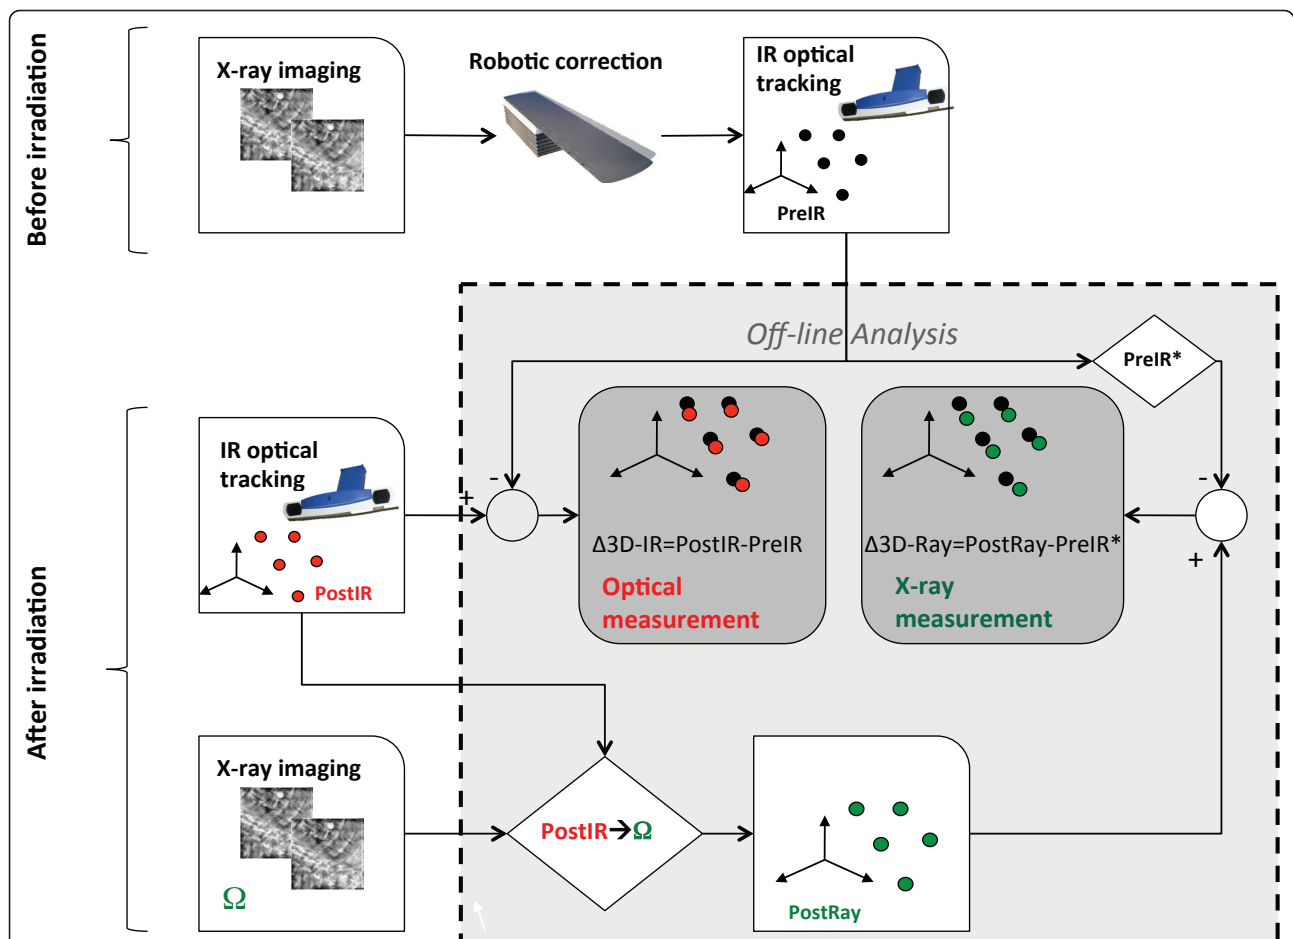 Before irradiation
X-ray imaging
Robotic correction
IR optical
tracking
PreIR
Off-line Analysis
PreIR*
After irradiation
IR optical
tracking
PostIR
-
+
Δ3D-IR=PostIR-PreIR
Optical
measurement
Δ3D-Ray=PostRay-PreIR*
X-ray
measurement
-
+
X-ray imaging
Ω
PostIR→Ω
PostRay